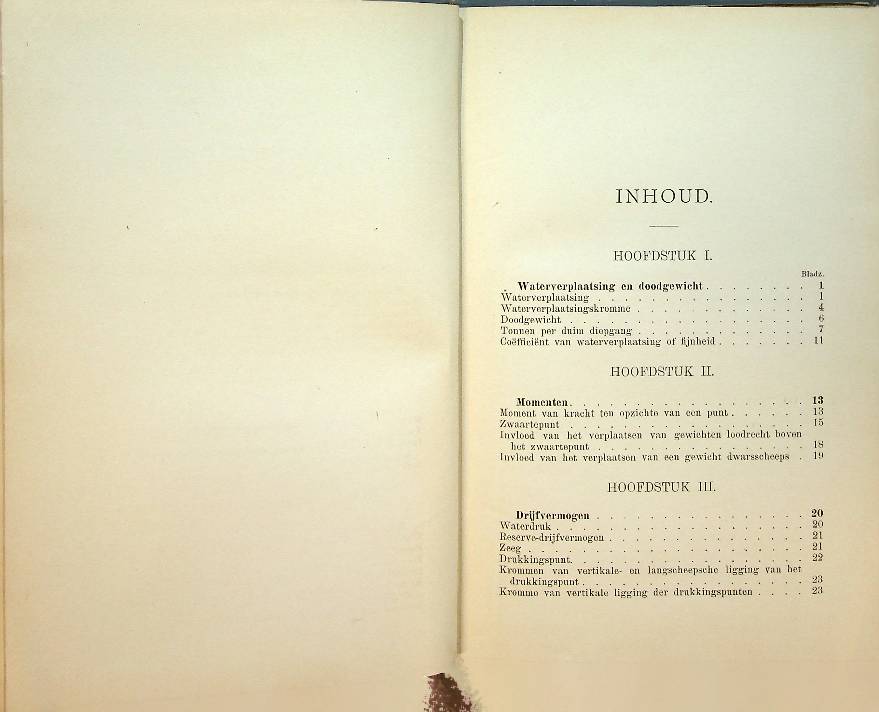 INHOUD.
HOOFDSTUK I.
Bladz.
Waterverplaatsing en doodgewicht . . . . . . . . 1
Waterverplaatsing . . . . . . . . . . . . . . . . 1
Waterverplaatsingskromme . . . . . . . . . . . . . 4
Doodgewicht . . . . . . . . . . . . . . . . . . 6
Tonnen per duim diepgang . . . . . . . . . . . . . 7
Coëfficiënt van waterverplaatsing of fijnheid . . . . . . . 11
HOOFDSTUK II.
Momenten. . . . . . . . . . . . . . . . . . . 13
Moment van kracht ten opzichte van een punt . . . . . . 13
Zwaartepunt . . . . . . . . . . . . . . . . . . 15
Invloed van het verplaatsen van gewichten loodrecht boven
het zwaartepunt . . . . . . . . . . . . . . . . 18
Invloed van het verplaatsen van een gewicht dwarsscheeps . 19
HOOFDSTUK III.
Drijfvermogen . . . . . . . . . . . . . . . . 20
Waterdruk . . . . . . . . . . . . . . . . . . . 20
Reserve-drijfvermogen . . . . . . . . . . . . . . . 21
Zeeg . . . . . . . . . . . . . . . . . . . . . 21
Drukkingspunt. . . . . . . . . . . . . . . . . . 22
Krommen van vertikale- en langscheepsche ligging van het
drukkingspunt . . . . . . . . . . . . . . . . . 23
Kromme van vertikale ligging der drukkingspunten . . . . 23